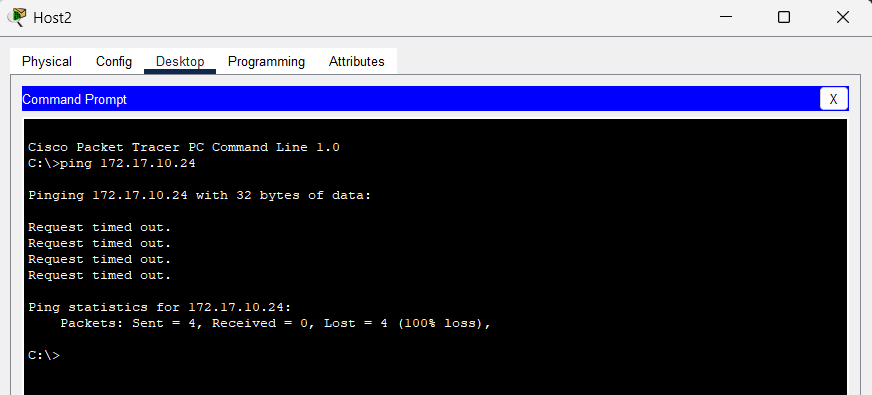 Host2
Physical Config Desktop Programming Attributes
Command Prompt
X
Cisco Packet Tracer PC Command Line 1.0
C:\>ping 172.17.10.24
Pinging 172.17.10.24 with 32 bytes of data:
Request timed out.
Request timed out.
Request timed out.
Request timed out.
Ping statistics for 172.17.10.24:
    Packets: Sent = 4, Received = 0, Lost = 4 (100% loss),
C:\>